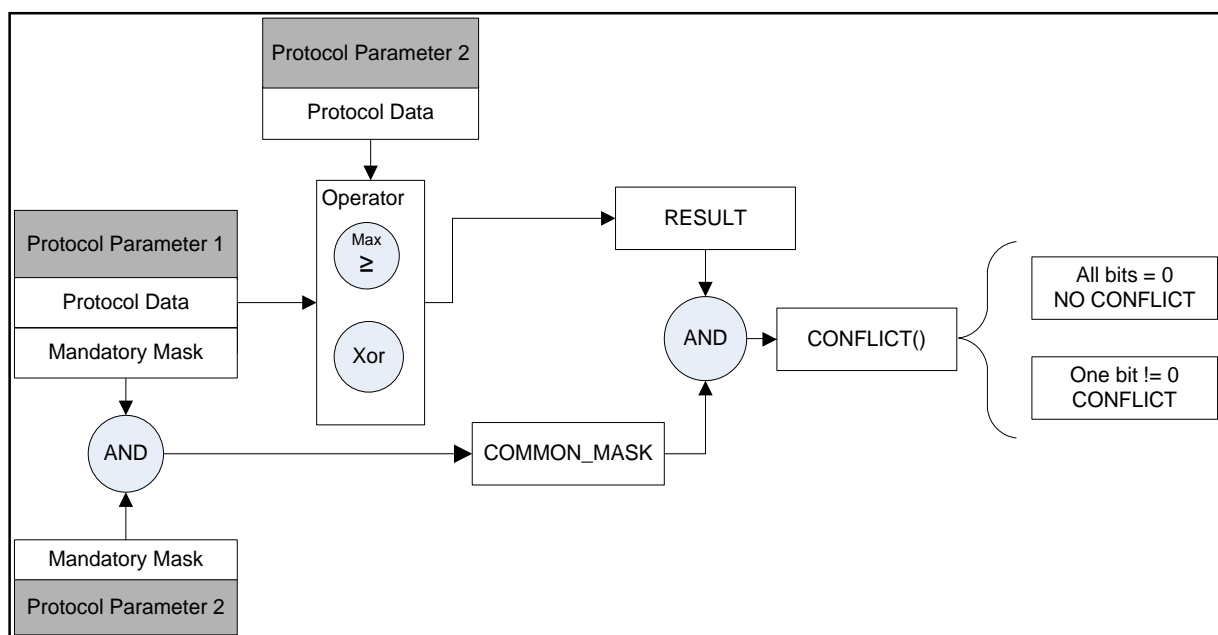 Protocol Parameter 2
Protocol Data
Operator
Max
≥
Xor
Protocol Parameter 1
Protocol Data
Mandatory Mask
AND
Mandatory Mask
Protocol Parameter 2
RESULT
COMMON_MASK
AND
CONFLICT()
All bits = 0
NO CONFLICT
One bit != 0
CONFLICT